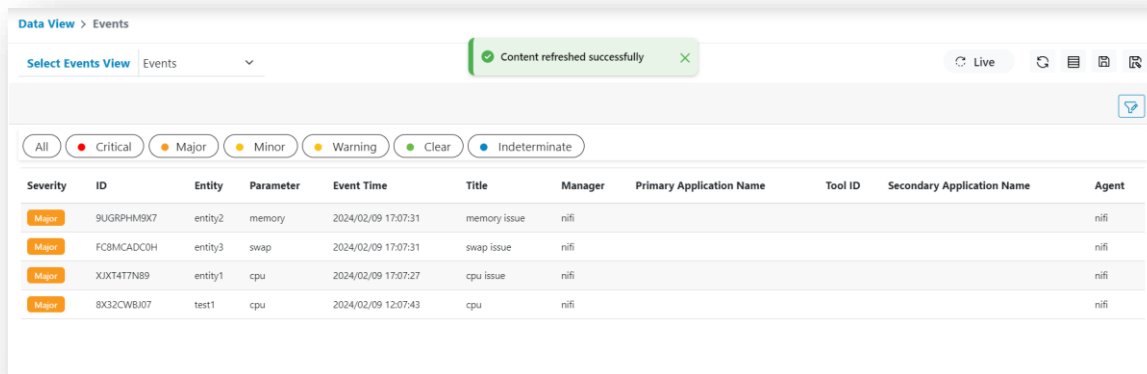 Data View > Events
Content refreshed successfully
Select Events View Events
Live
All Critical Major Minor Warning Clear Indeterminate
Severity ID Entity Parameter Event Time Title Manager Primary Application Name Tool ID Secondary Application Name Agent
Major 9UGRPHM9X7 entity2 memory 2024/02/09 17:07:31 memory issue nifi nifi
Major FC8MCADC0H entity3 swap 2024/02/09 17:07:31 swap issue nifi nifi
Major XJXT4T7N89 entity1 cpu 2024/02/09 17:07:27 cpu issue nifi nifi
Major 8X32CWBJ07 test1 cpu 2024/02/09 12:07:43 cpu nifi nifi